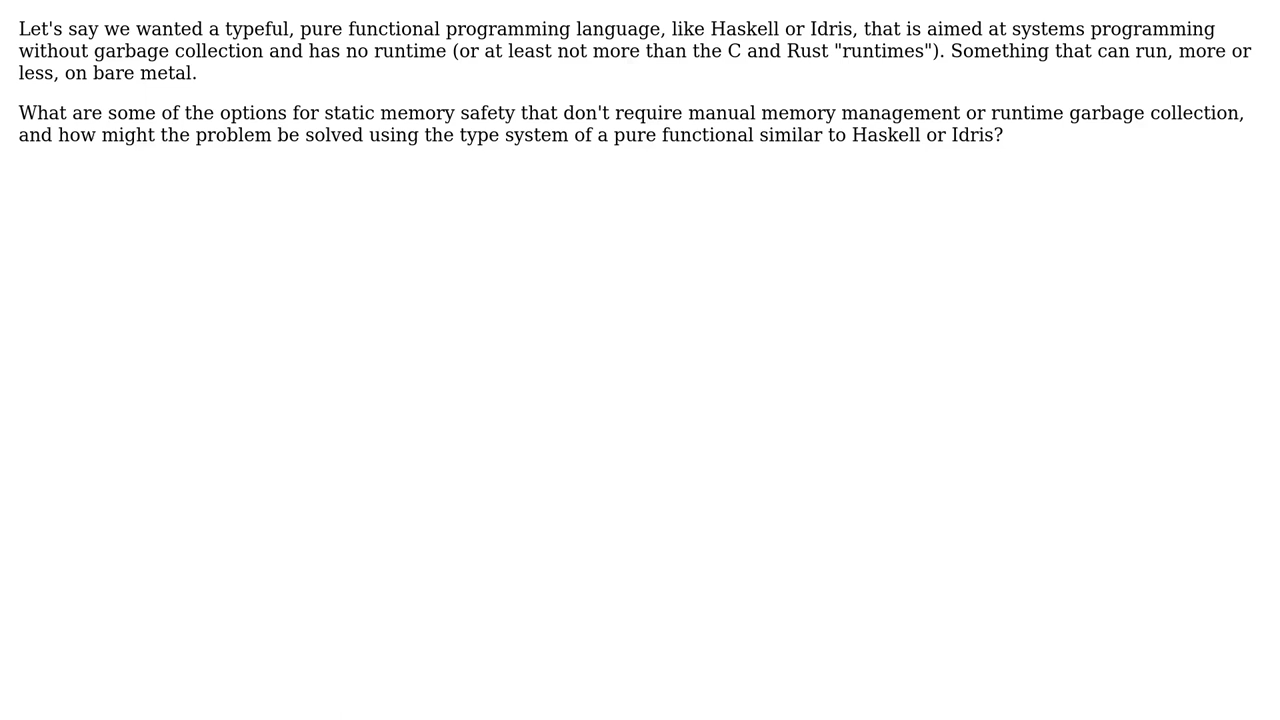 Let's say we wanted a typeful, pure functional programming language, like Haskell or Idris, that is aimed at systems programming
without garbage collection and has no runtime (or at least not more than the C and Rust "runtimes"). Something that can run, more or
less, on bare metal.
What are some of the options for static memory safety that don't require manual memory management or runtime garbage collection,
and how might the problem be solved using the type system of a pure functional similar to Haskell or Idris?